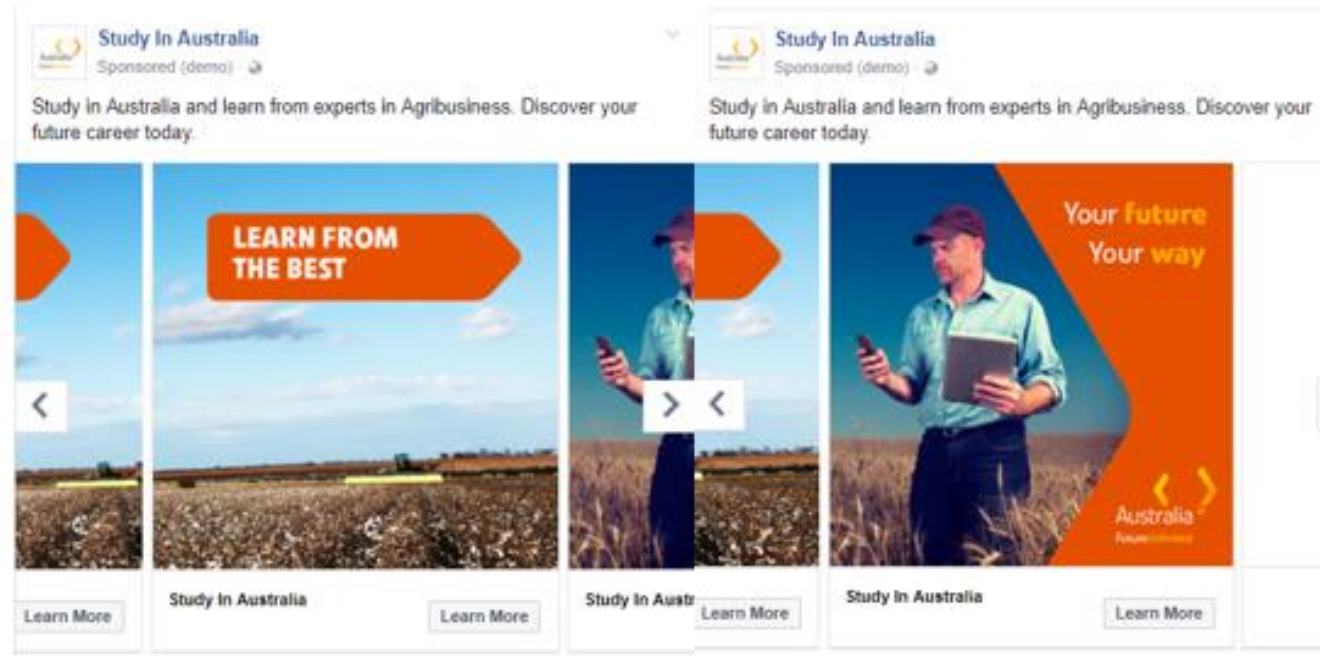 Study In Australia
Sponsored (demo)
Study in Australia and learn from experts in Agribusiness. Discover your
future career today.
LEARN FROM
THE BEST
Learn More
Study In Australia
Learn More
Study In Austr
Study In Australia
Sponsored (demo)
Study in Australia and learn from experts in Agribusiness. Discover your
future career today.
Your future
Your way
Australia
Future Unlimited
Learn More
Study In Australia
Learn More